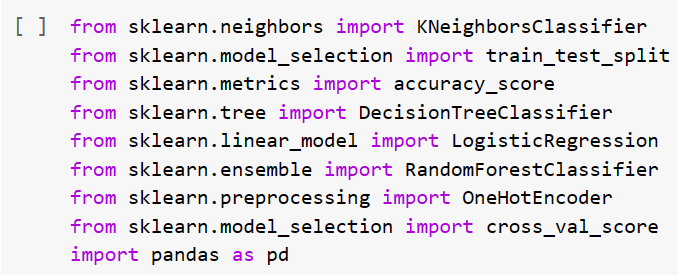 [ ] from sklearn.neighbors import KNeighborsClassifier
from sklearn.model_selection import train_test_split
from sklearn.metrics import accuracy_score
from sklearn.tree import DecisionTreeClassifier
from sklearn.linear_model import LogisticRegression
from sklearn.ensemble import RandomForestClassifier
from sklearn.preprocessing import OneHotEncoder
from sklearn.model_selection import cross_val_score
import pandas as pd